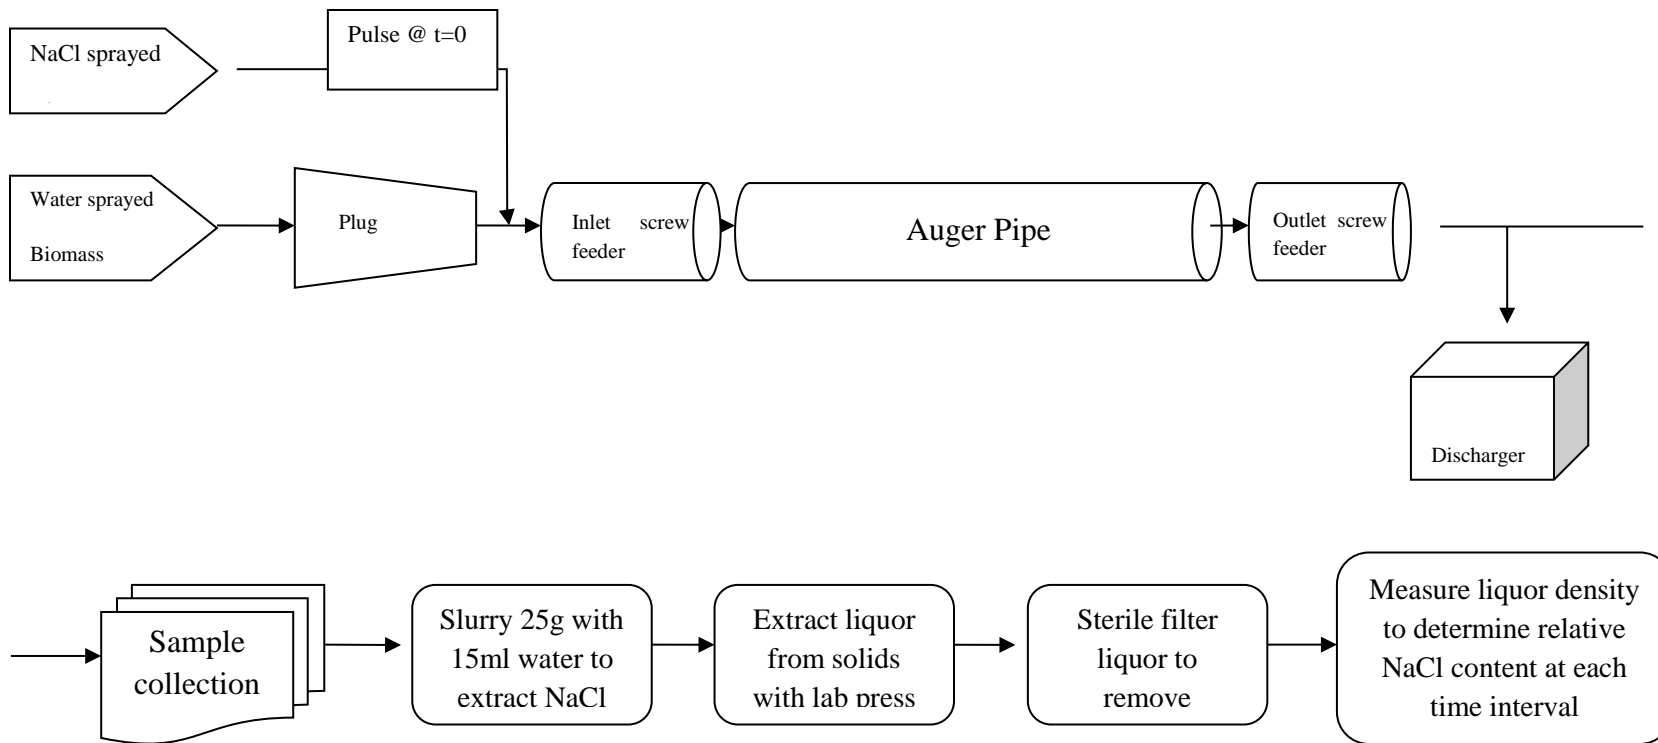 NaCl sprayed
Pulse @ t=0
Water sprayed
Biomass
Plug
Inlet screw
feeder
Auger Pipe
Outlet screw
feeder
Discharger
Sample
collection
Slurry 25g with
15ml water to
extract NaCl
Extract liquor
from solids
with lab press
Sterile filter
liquor to
remove
Measure liquor density
to determine relative
NaCl content at each
time interval